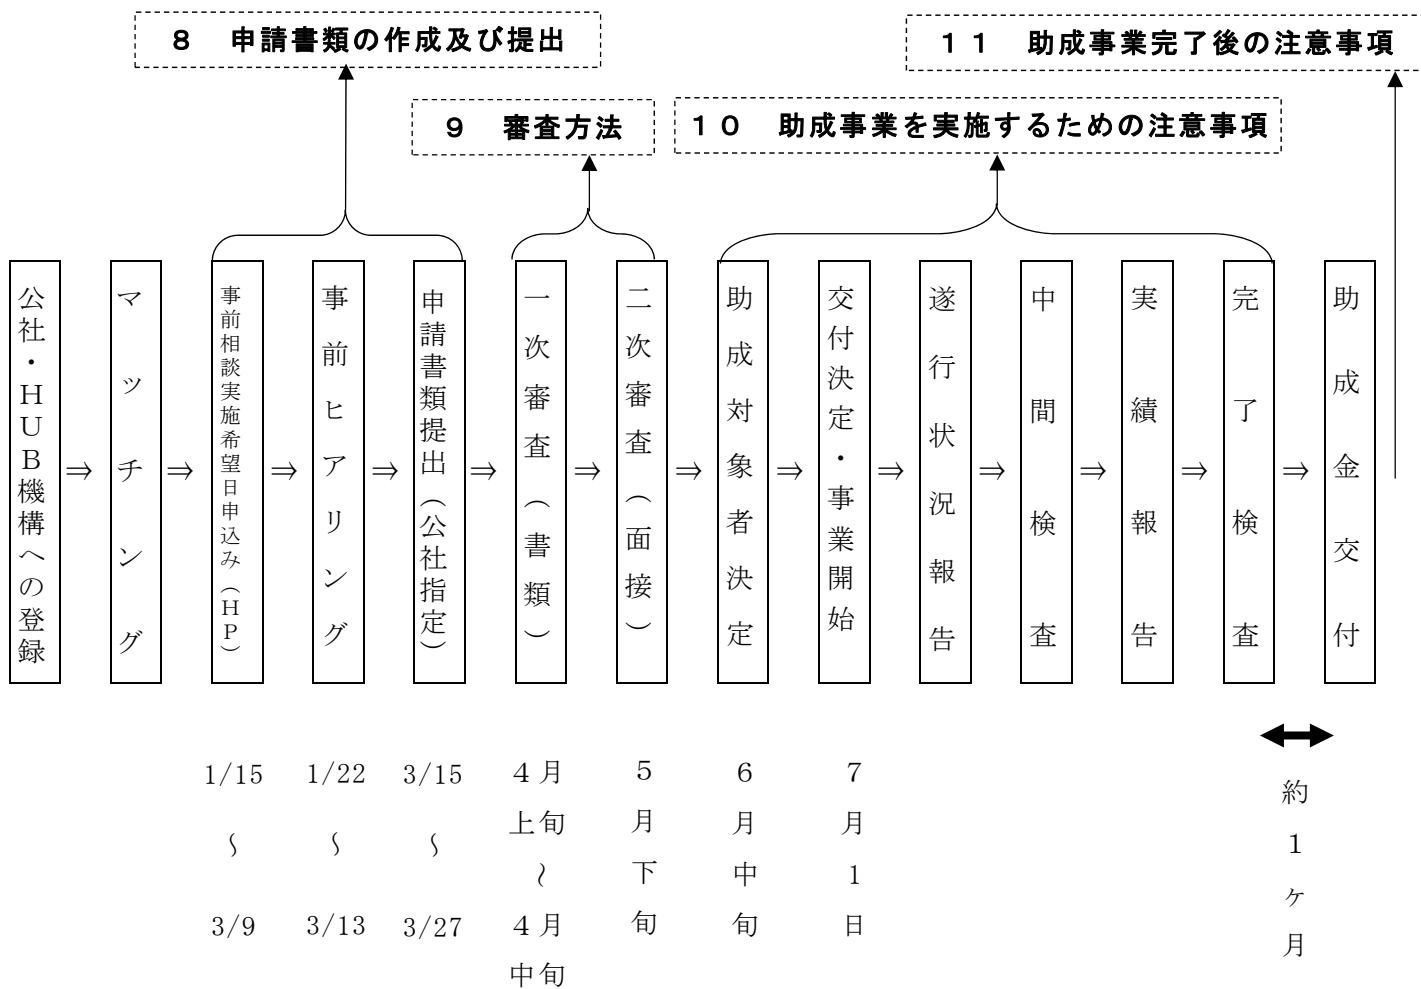 ８　申請書類の作成及び提出
１１　助成事業完了後の注意事項
９　審査方法
１０　助成事業を実施するための注意事項
公社・ＨＵＢ機構への登録
⇒
マッチング
⇒
事前相談実施希望日申込み（ＨＰ）
⇒
事前ヒアリング
⇒
申請書類提出（公社指定）
⇒
一次審査（書類）
⇒
二次審査（面接）
⇒
助成対象者決定
⇒
交付決定・事業開始
⇒
遂行状況報告
⇒
中間検査
⇒
実績報告
⇒
完了検査
⇒
助成金交付
1/15～3/9
1/22～3/13
3/15～3/27
４月上旬～４月中旬
５月下旬
６月中旬
７月１日
約１ヶ月